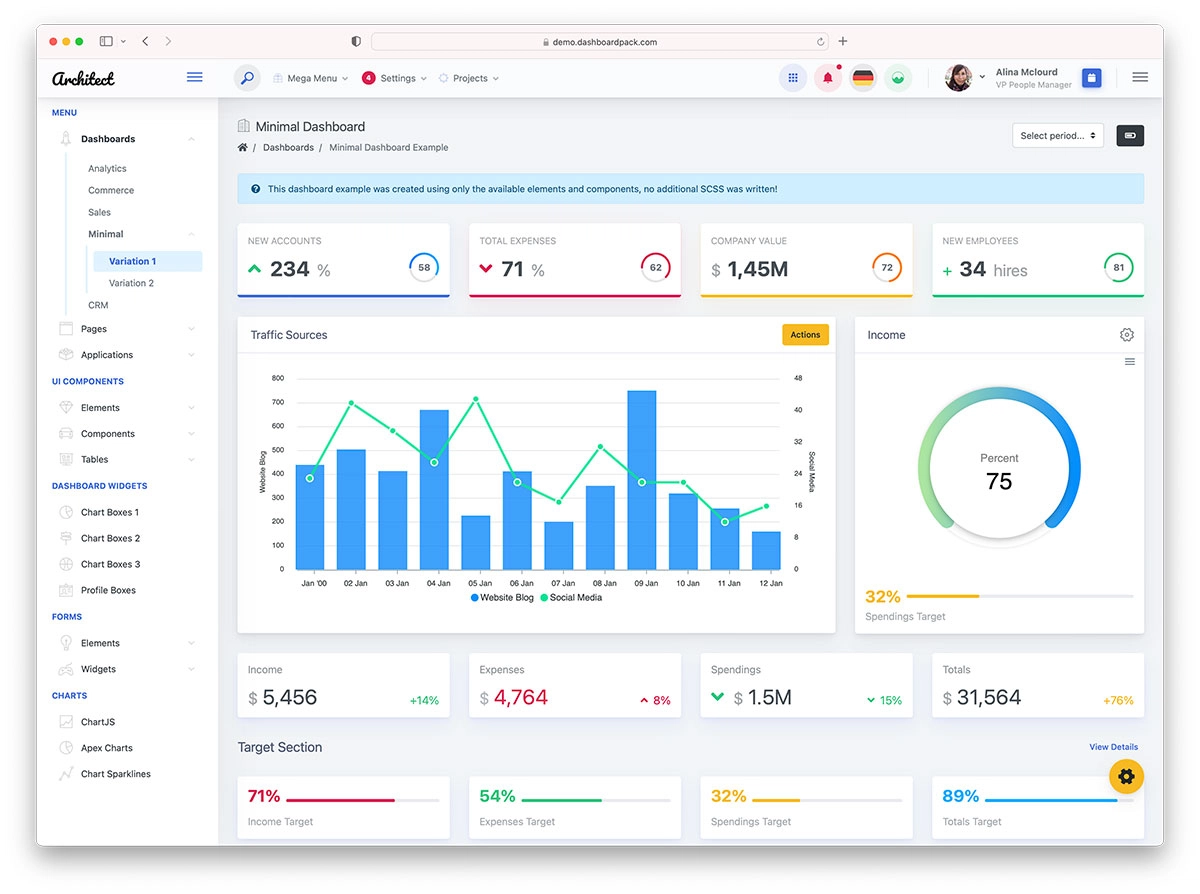 demo.dashboardpack.com
Architect
Mega Menu
4
Settings
Projects
Alina Mclourd
VP People Manager
MENU
Dashboards
Analytics
Commerce
Sales
Minimal
Variation 1
Variation 2
CRM
Pages
Applications
UI COMPONENTS
Elements
Components
Tables
DASHBOARD WIDGETS
Chart Boxes 1
Chart Boxes 2
Chart Boxes 3
Profile Boxes
FORMS
Elements
Widgets
CHARTS
ChartJS
Apex Charts
Chart Sparklines
Minimal Dashboard
/ Dashboards / Minimal Dashboard Example
Select period...
This dashboard example was created using only the available elements and components, no additional SCSS was written!
NEW ACCOUNTS
234 %
58
TOTAL EXPENSES
71 %
62
COMPANY VALUE
$ 1,45M
72
NEW EMPLOYEES
+ 34 hires
81
Traffic Sources
Actions
800
700
600
500
400
300
200
100
0
Website Blog
48
40
32
24
16
8
0
Social Media
Jan '00 02 Jan 03 Jan 04 Jan 05 Jan 06 Jan 07 Jan 08 Jan 09 Jan 10 Jan 11 Jan 12 Jan
Website Blog Social Media
Income
Percent
75
32%
Spendings Target
Income
$ 5,456
+14%
Expenses
$ 4,764
8%
Spendings
$ 1.5M
15%
Totals
$ 31,564
+76%
Target Section
View Details
71%
Income Target
54%
Expenses Target
32%
Spendings Target
89%
Totals Target